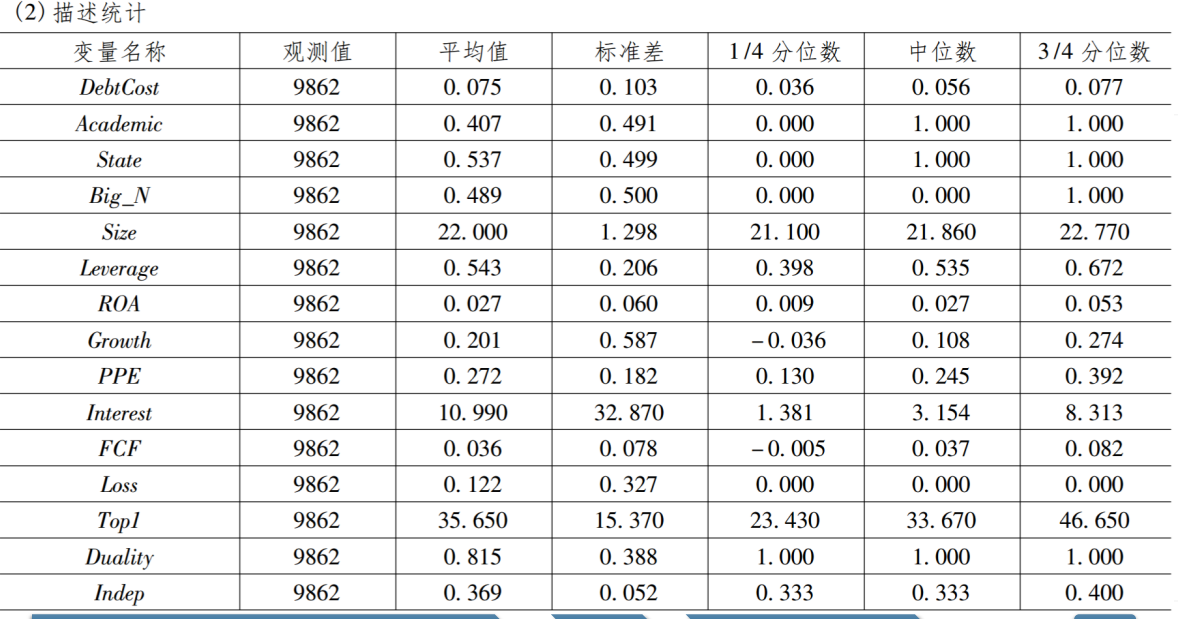 (2) 描述统计
变量名称 观测值 平均值 标准差 1/4 分位数 中位数 3/4 分位数
DebtCost 9862 0.075 0.103 0.036 0.056 0.077
Academic 9862 0.407 0.491 0.000 1.000 1.000
State 9862 0.537 0.499 0.000 1.000 1.000
Big_N 9862 0.489 0.500 0.000 0.000 1.000
Size 9862 22.000 1.298 21.100 21.860 22.770
Leverage 9862 0.543 0.206 0.398 0.535 0.672
ROA 9862 0.027 0.060 0.009 0.027 0.053
Growth 9862 0.201 0.587 -0.036 0.108 0.274
PPE 9862 0.272 0.182 0.130 0.245 0.392
Interest 9862 10.990 32.870 1.381 3.154 8.313
FCF 9862 0.036 0.078 -0.005 0.037 0.082
Loss 9862 0.122 0.327 0.000 0.000 0.000
Top1 9862 35.650 15.370 23.430 33.670 46.650
Duality 9862 0.815 0.388 1.000 1.000 1.000
Indep 9862 0.369 0.052 0.333 0.333 0.400